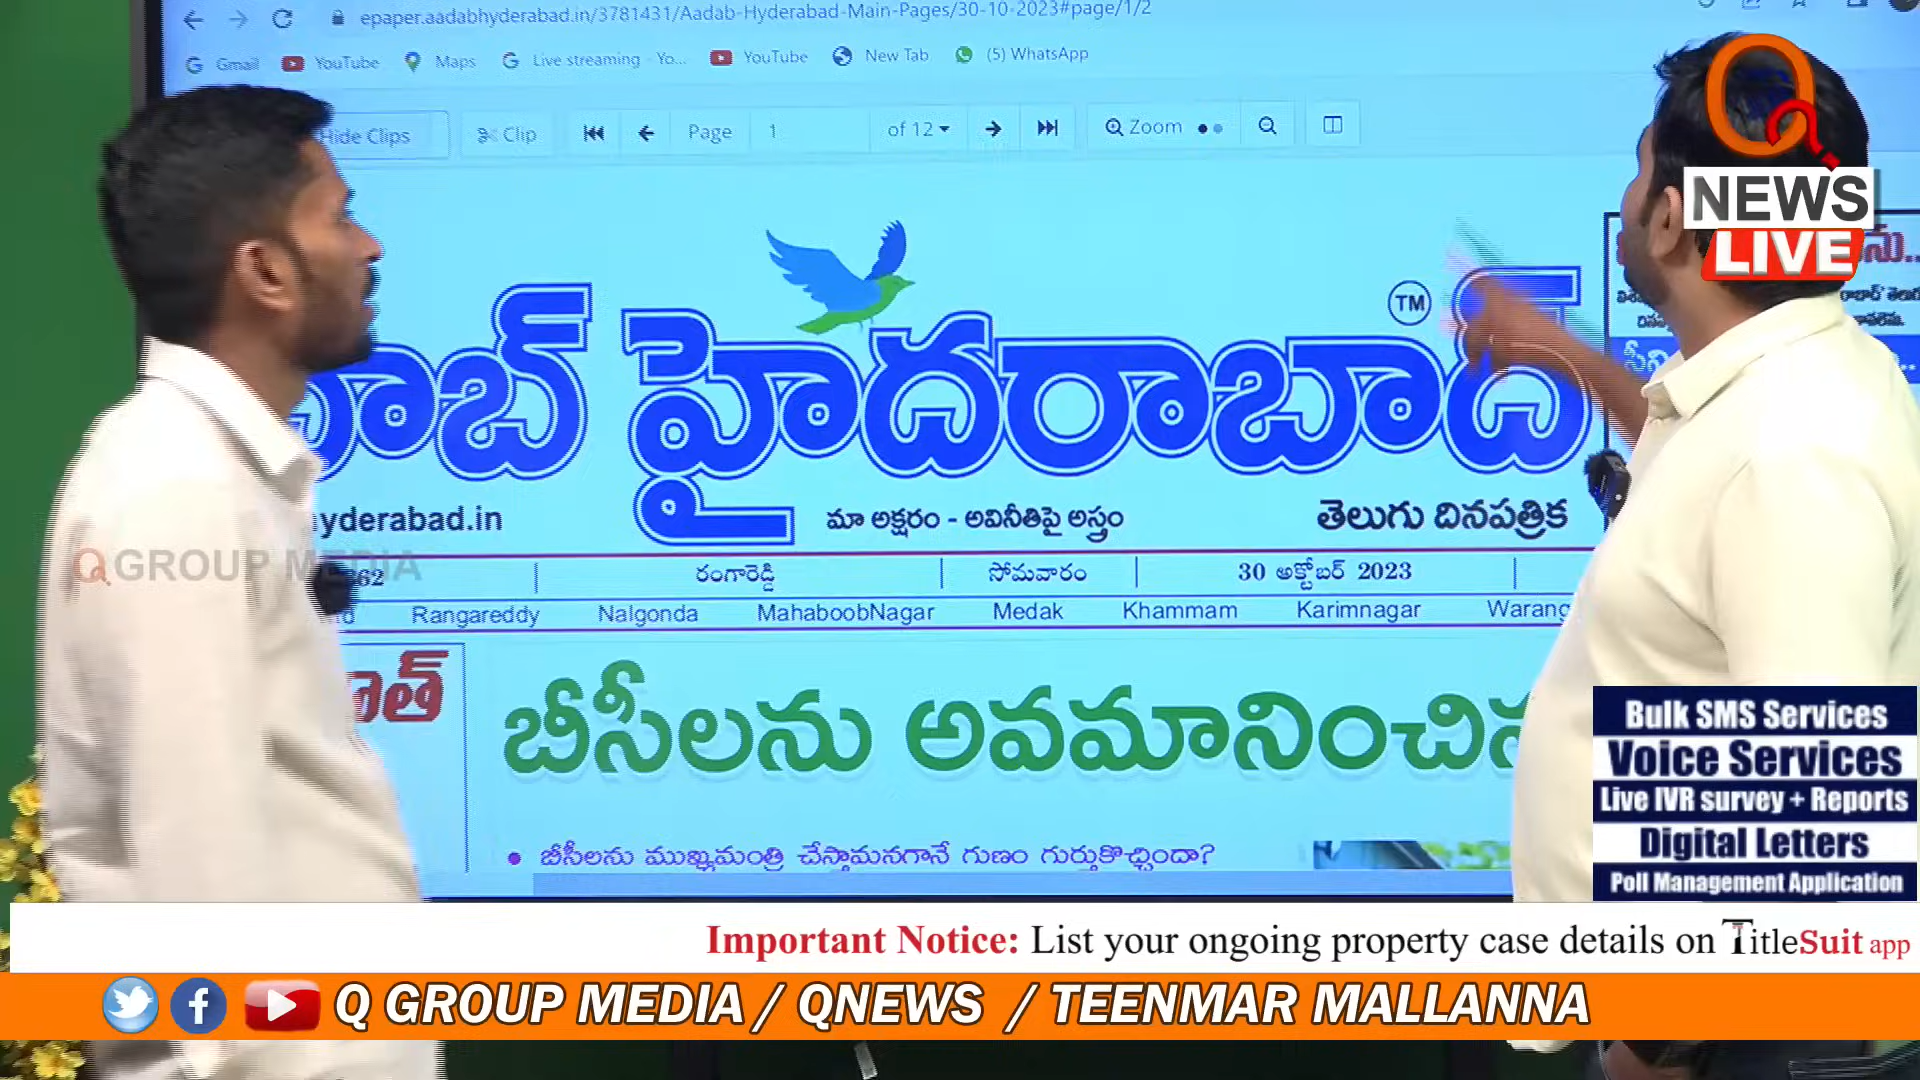 epaper.aadabhyderabad.in/3781431/Aadab-Hyderabad-Main-Pages/30-10-2023#page/1/2
Gmail YouTube Maps Live streaming - Yo... YouTube New Tab (5) WhatsApp
Hide Clips Clip Page 1 of 12 Zoom
Q
NEWS
LIVE
TM
హైదరాబాద్
yderabad.in
మా అక్షరం - అవినీతిపై అస్త్రం
తెలుగు దినపత్రిక
Q GROUP MEDIA
రంగారెడ్డి సోమవారం 30 అక్టోబర్ 2023
Rangareddy Nalgonda MahaboobNagar Medak Khammam Karimnagar Warang
బీసీలను అవమానించిన
• బీసీలను ముఖ్యమంత్రి చేస్తామనగానే గుణం గుర్తుకొచ్చిందా?
Bulk SMS Services
Voice Services
Live IVR survey + Reports
Digital Letters
Poll Management Application
Important Notice: List your ongoing property case details on TitleSuit app
Q GROUP MEDIA / QNEWS / TEENMAR MALLANNA